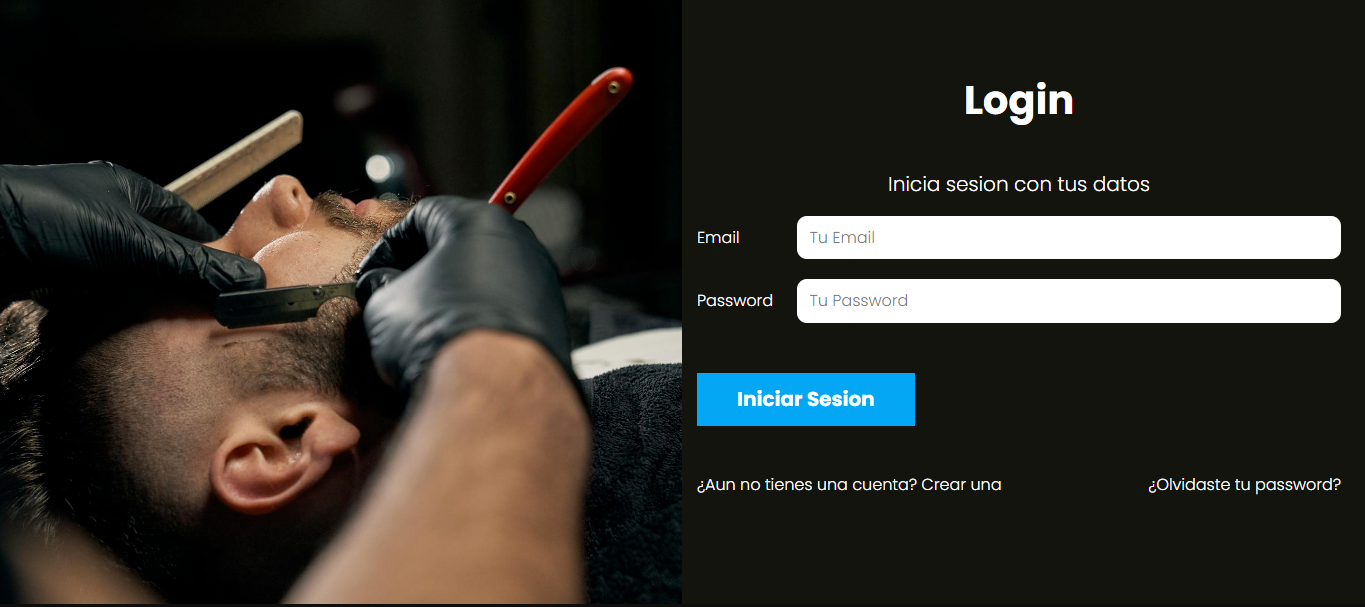 Login
Inicia sesion con tus datos
Email
Tu Email
Password
Tu Password
Iniciar Sesion
¿Aun no tienes una cuenta? Crear una
¿Olvidaste tu password?